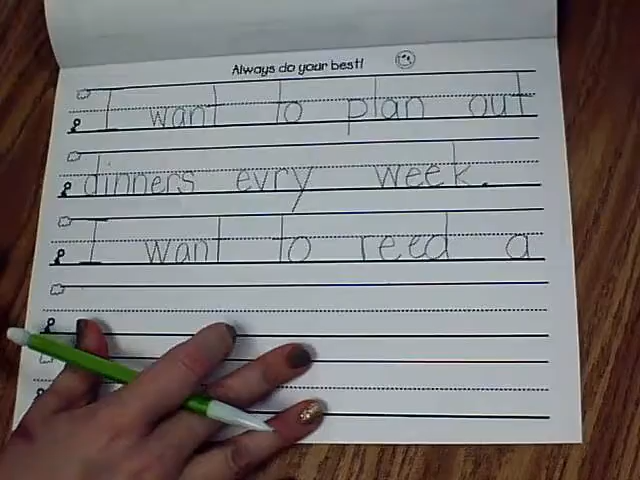 Always do your best!
I want to plan out
dinners evry week.
I want to reed a